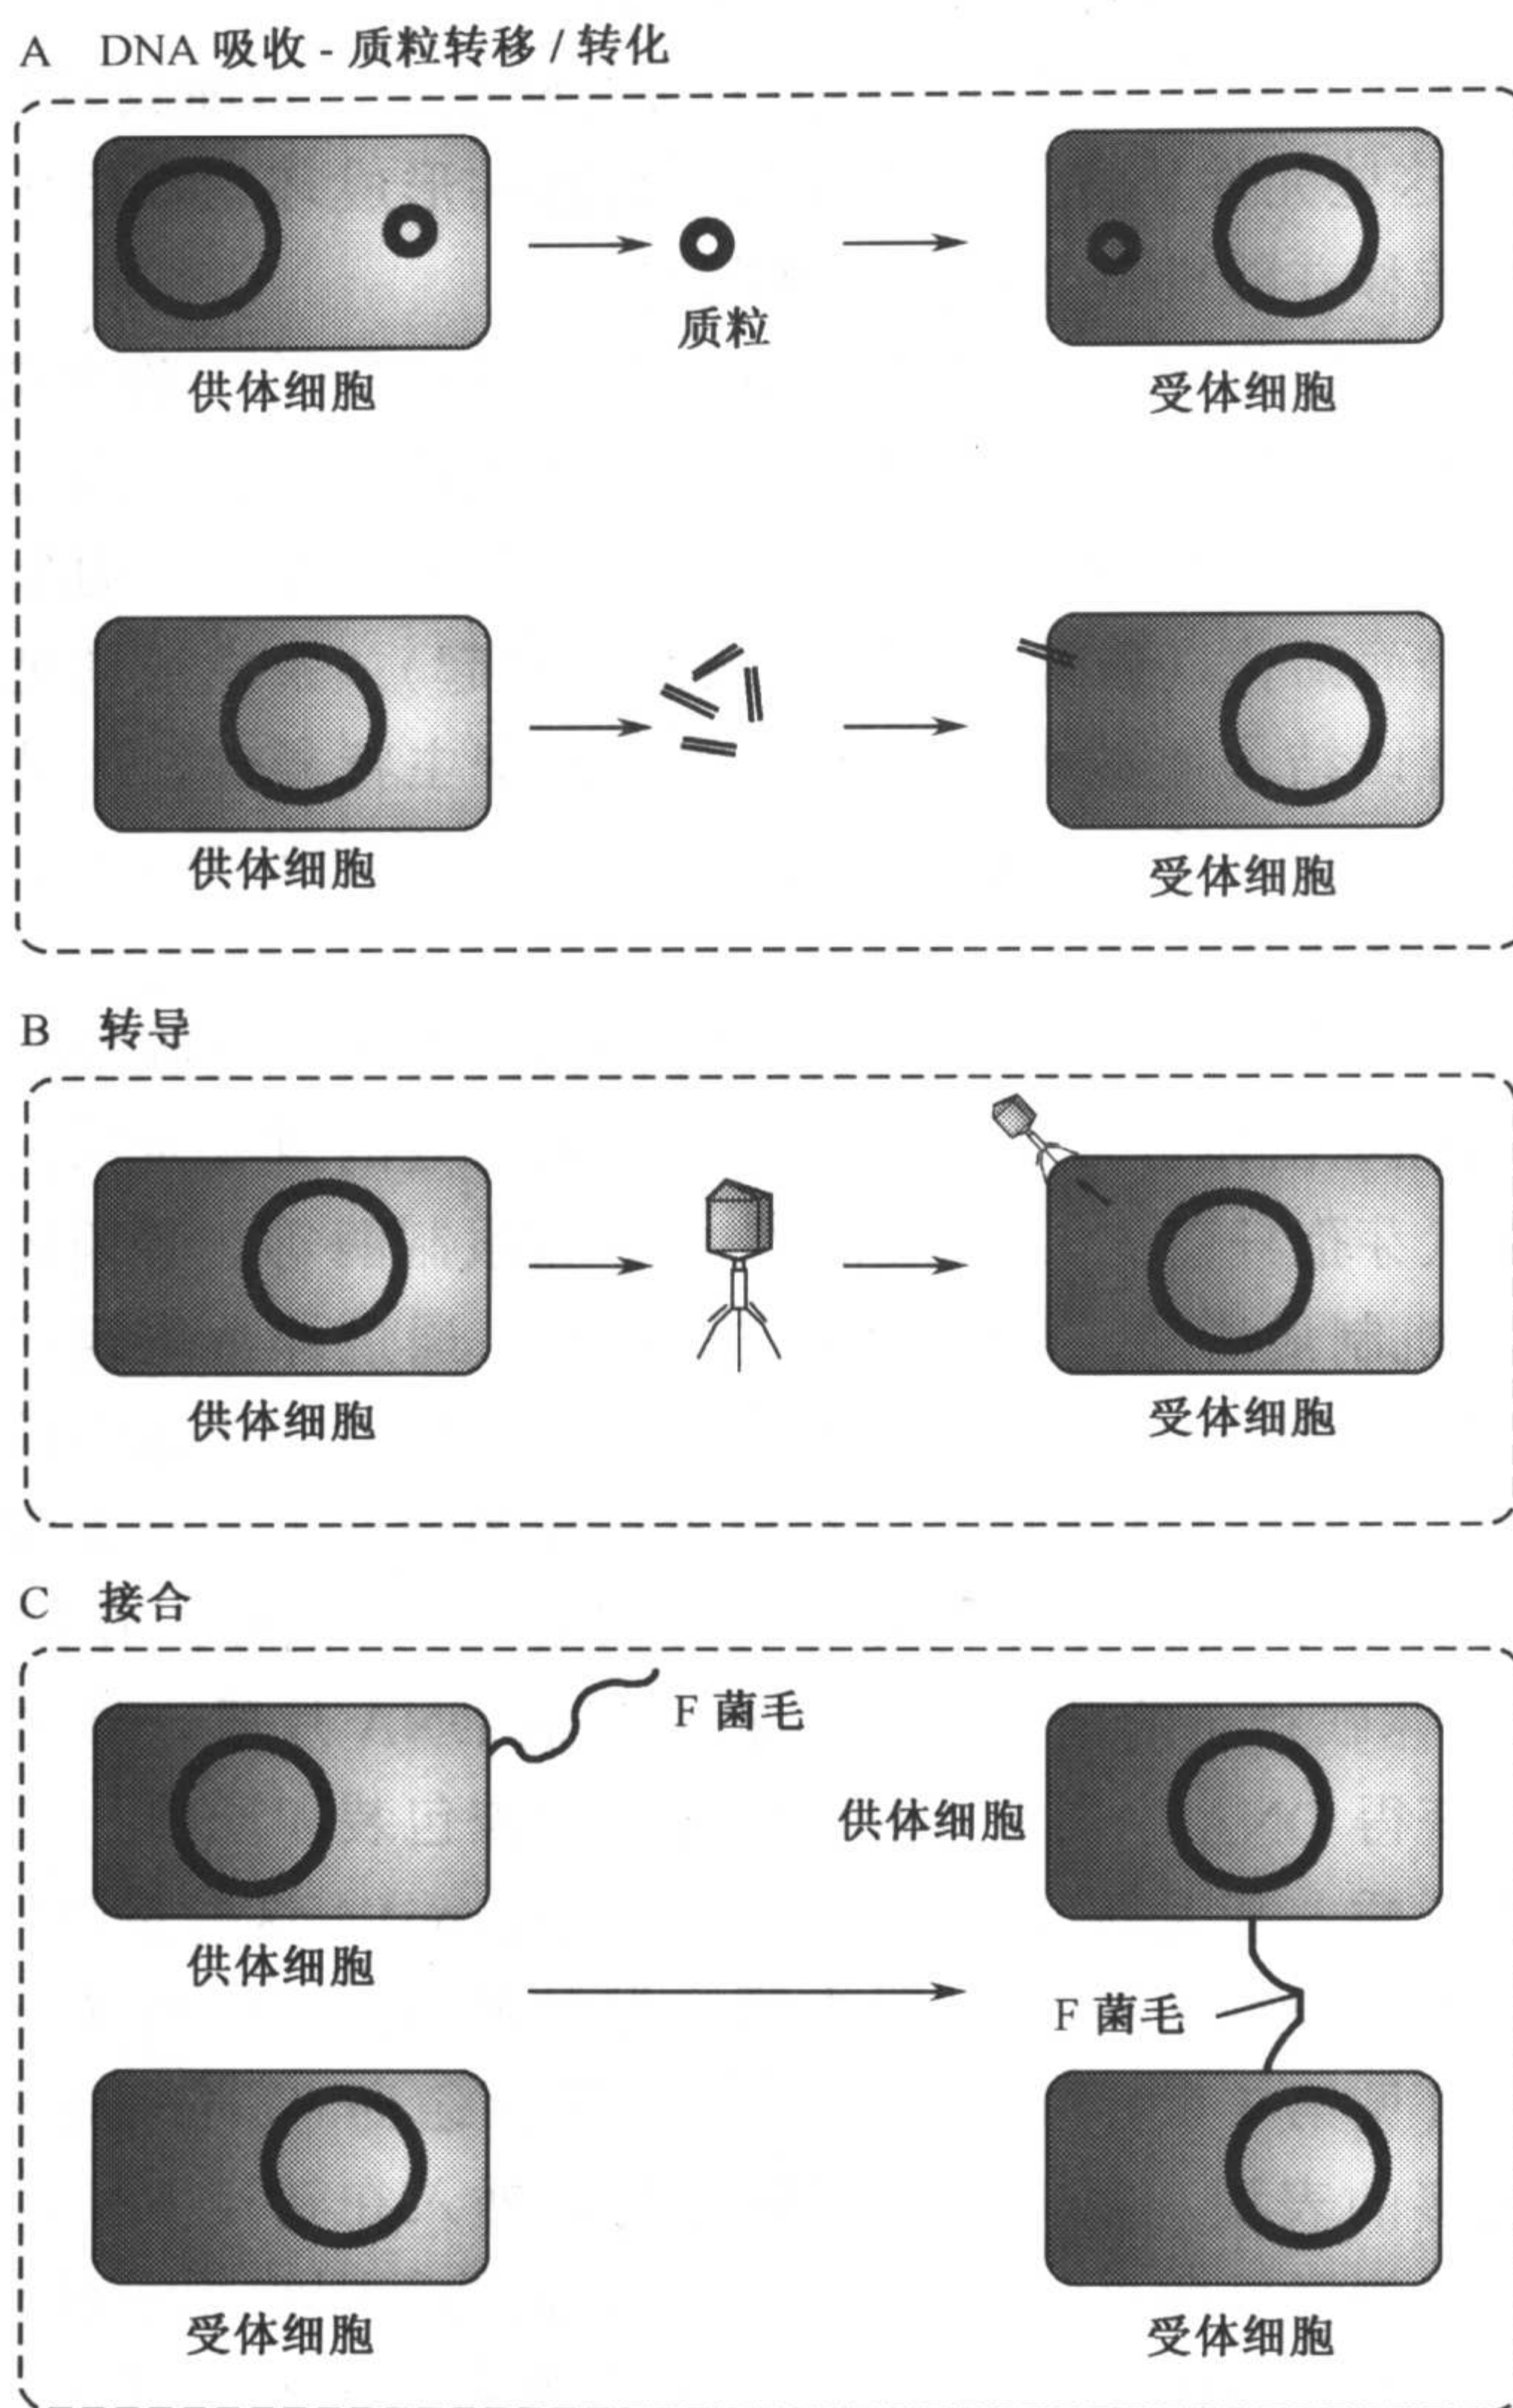 A DNA 吸收 - 质粒转移 / 转化
质粒
供体细胞 受体细胞
供体细胞 受体细胞
B 转导
供体细胞 受体细胞
C 接合
F 菌毛
供体细胞
供体细胞
F 菌毛
受体细胞 受体细胞